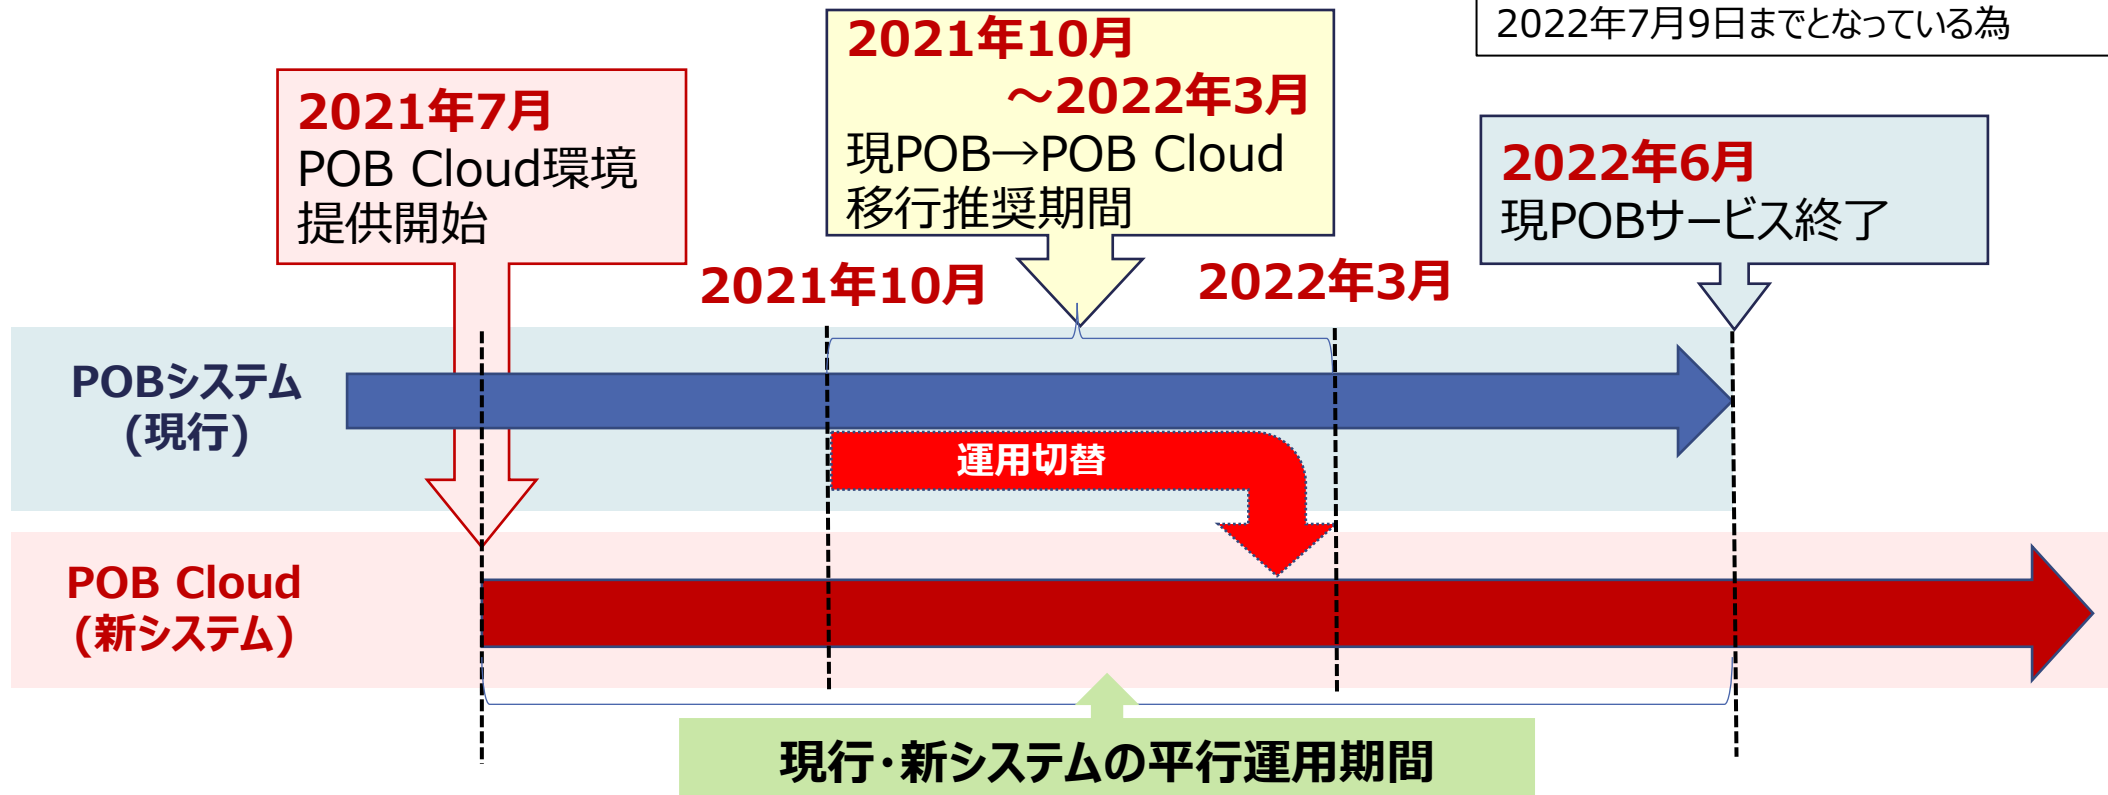 2022年7月9日までとなっている為
2021年10月
～2022年3月
現POB→POB Cloud
移行推奨期間
2021年7月
POB Cloud環境
提供開始
2022年6月
現POBサービス終了
2021年10月
2022年3月
POBシステム
(現行)
運用切替
POB Cloud
(新システム)
現行・新システムの平行運用期間